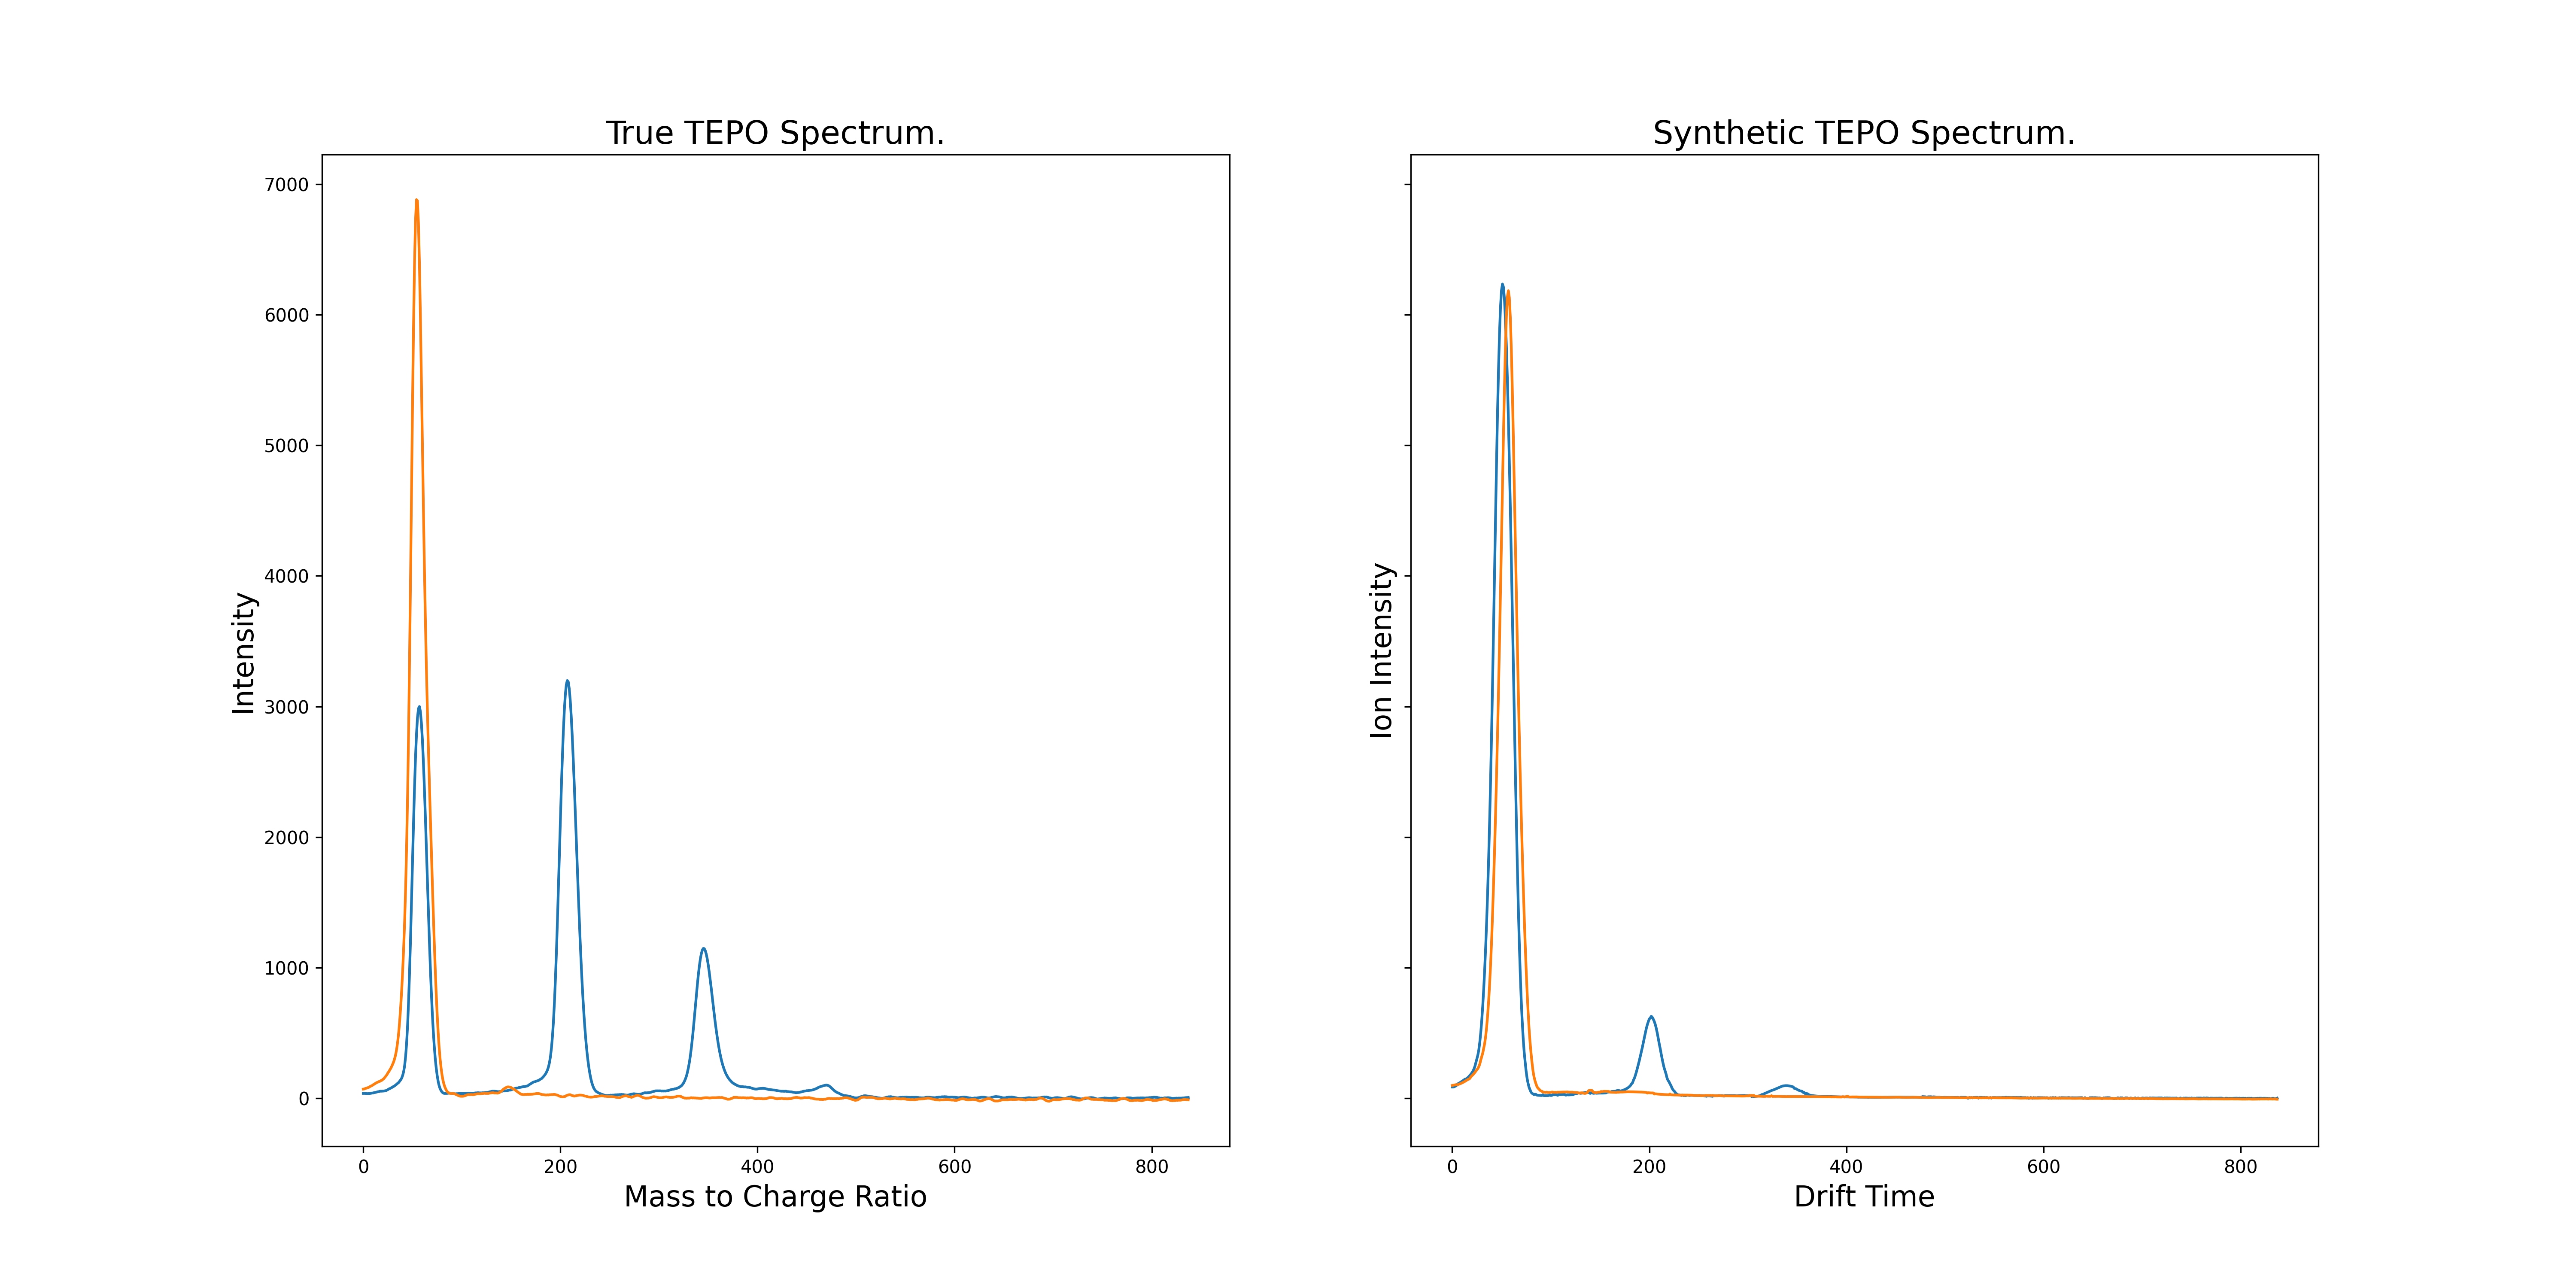 True TEPO Spectrum.
7000
6000
5000
4000
3000
2000
1000
0
Intensity
0 200 400 600 800
Mass to Charge Ratio
Synthetic TEPO Spectrum.
Ion Intensity
0 200 400 600 800
Drift Time